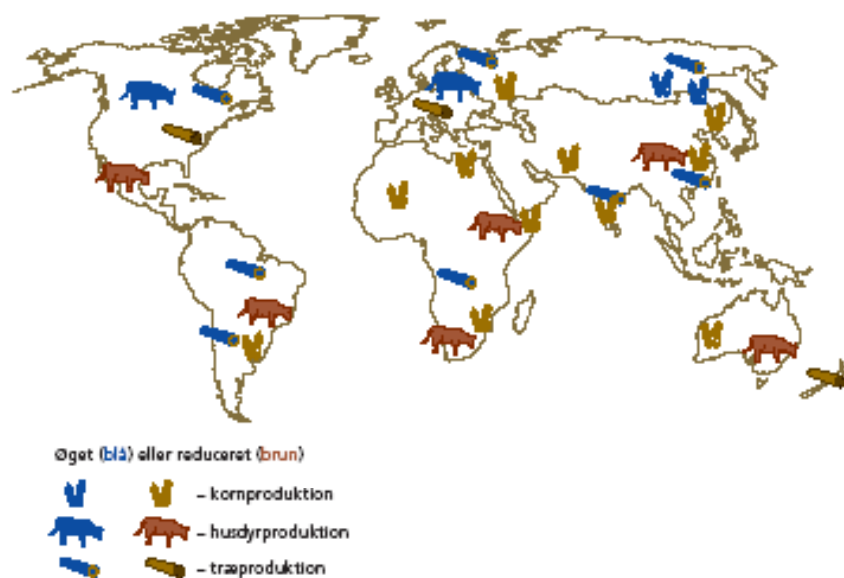 Øget (blå) eller reduceret (brun)
– kornproduktion
– husdyrproduktion
– træproduktion